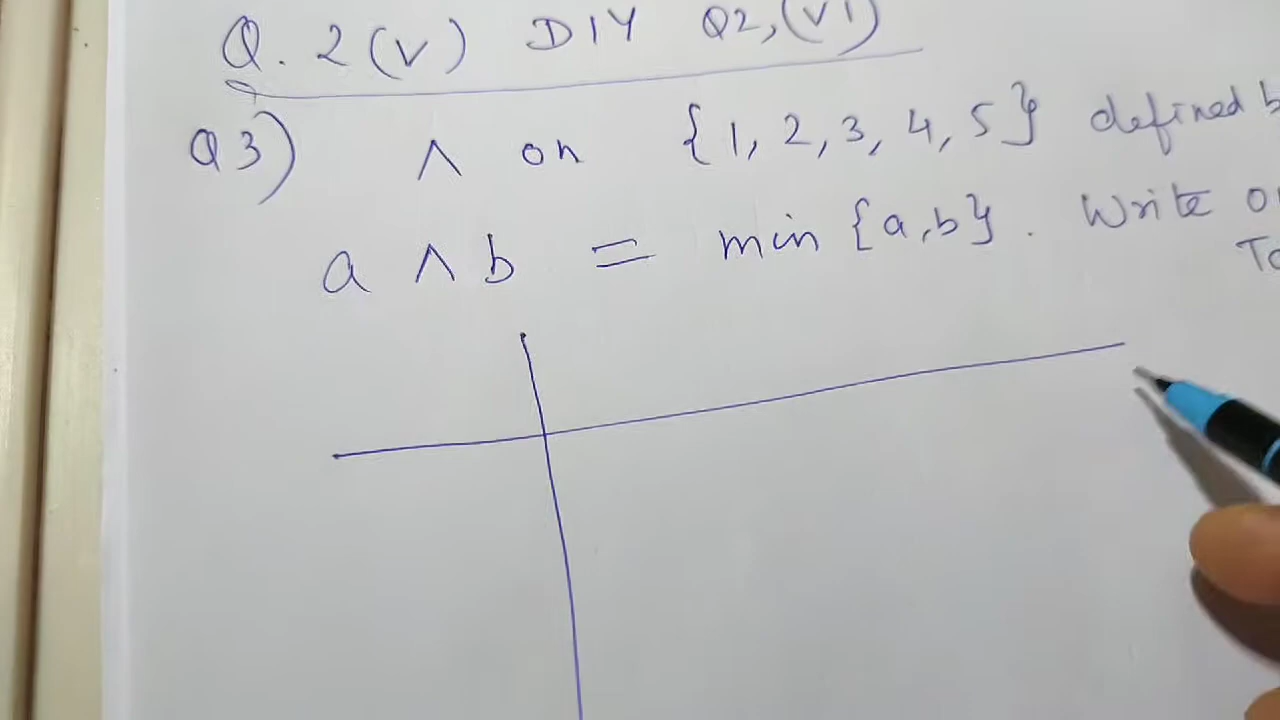 Q. 2 (V) DIY Q2, (VI)
Q3) ∧ on {1, 2, 3, 4, 5} defined
a ∧ b = min {a, b}. Write